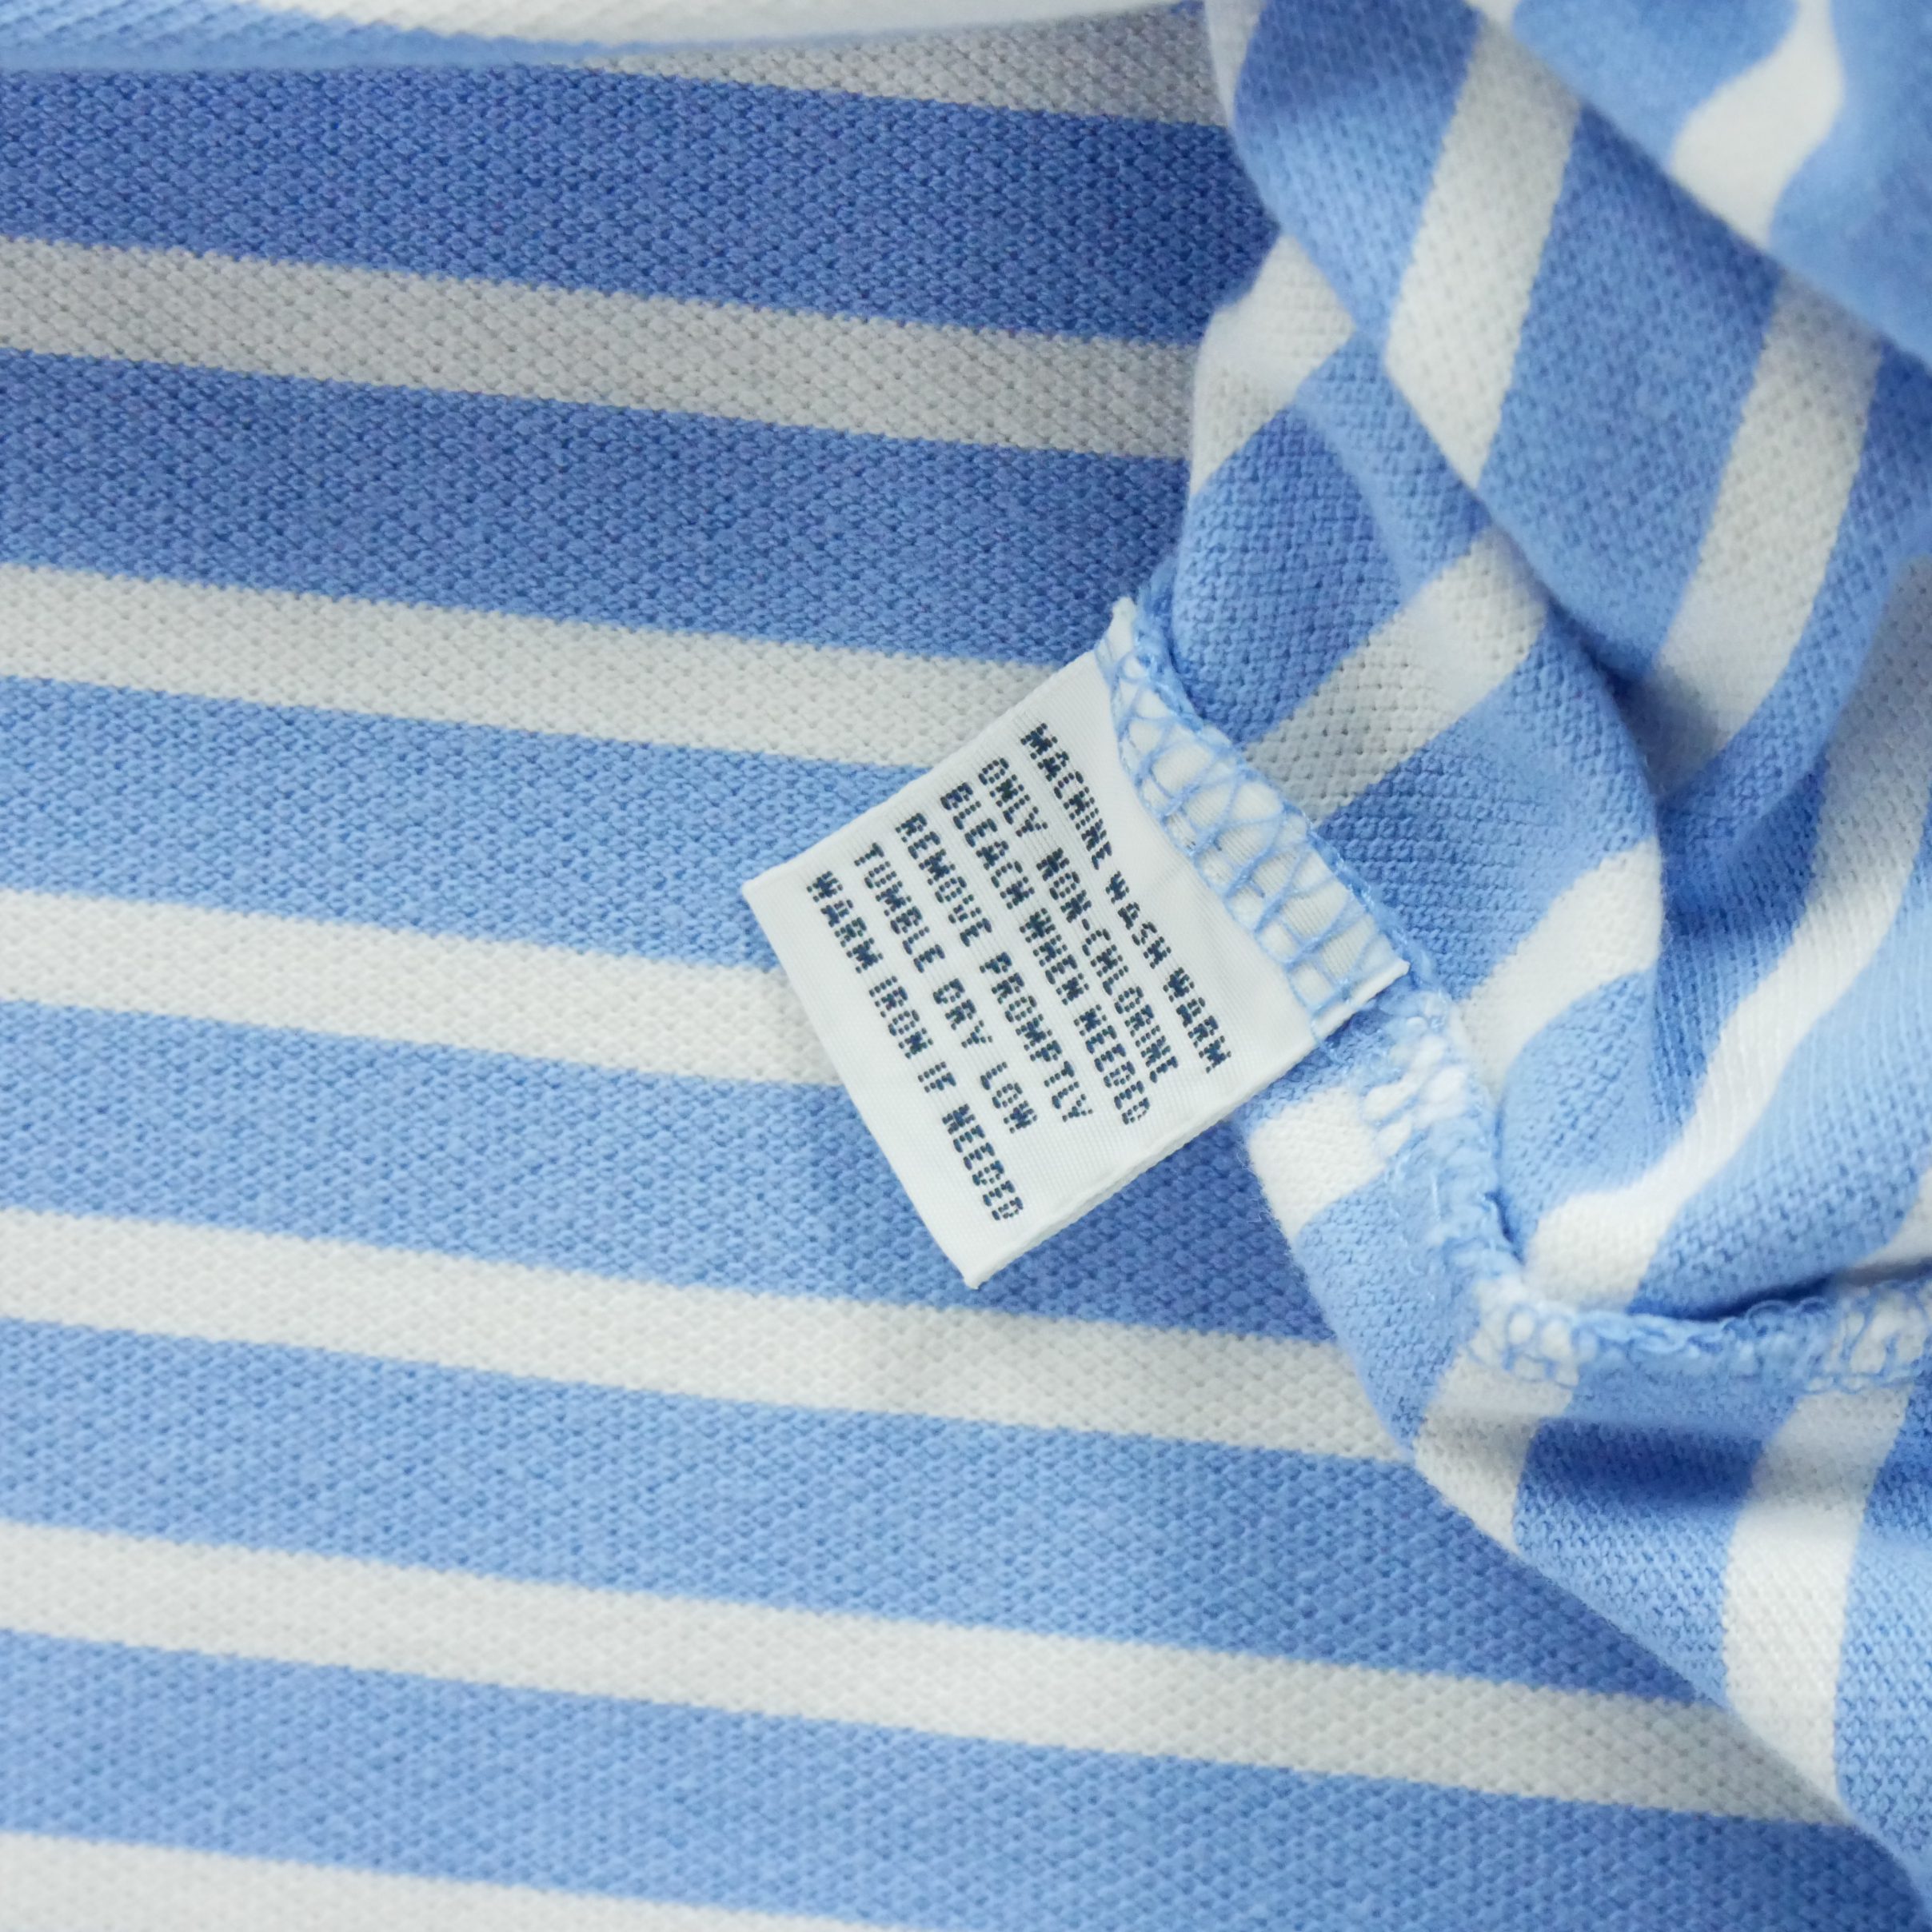 MACHINE WASH WARM
ONLY NON-CHLORINE
BLEACH WHEN NEEDED
REMOVE PROMPTLY
TUMBLE DRY LOW
WARM IRON IF NEEDED